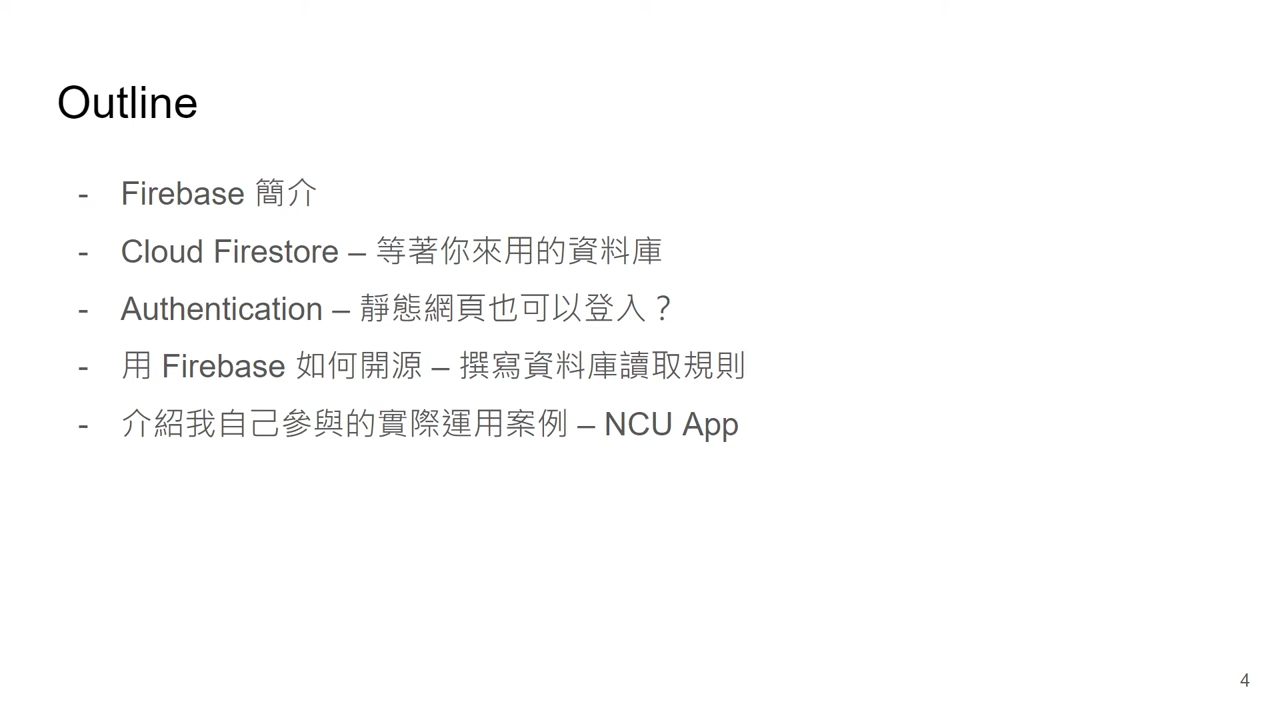 Outline
- Firebase 簡介
- Cloud Firestore – 等著你來用的資料庫
- Authentication – 靜態網頁也可以登入？
- 用 Firebase 如何開源 – 撰寫資料庫讀取規則
- 介紹我自己參與的實際運用案例 – NCU App
4